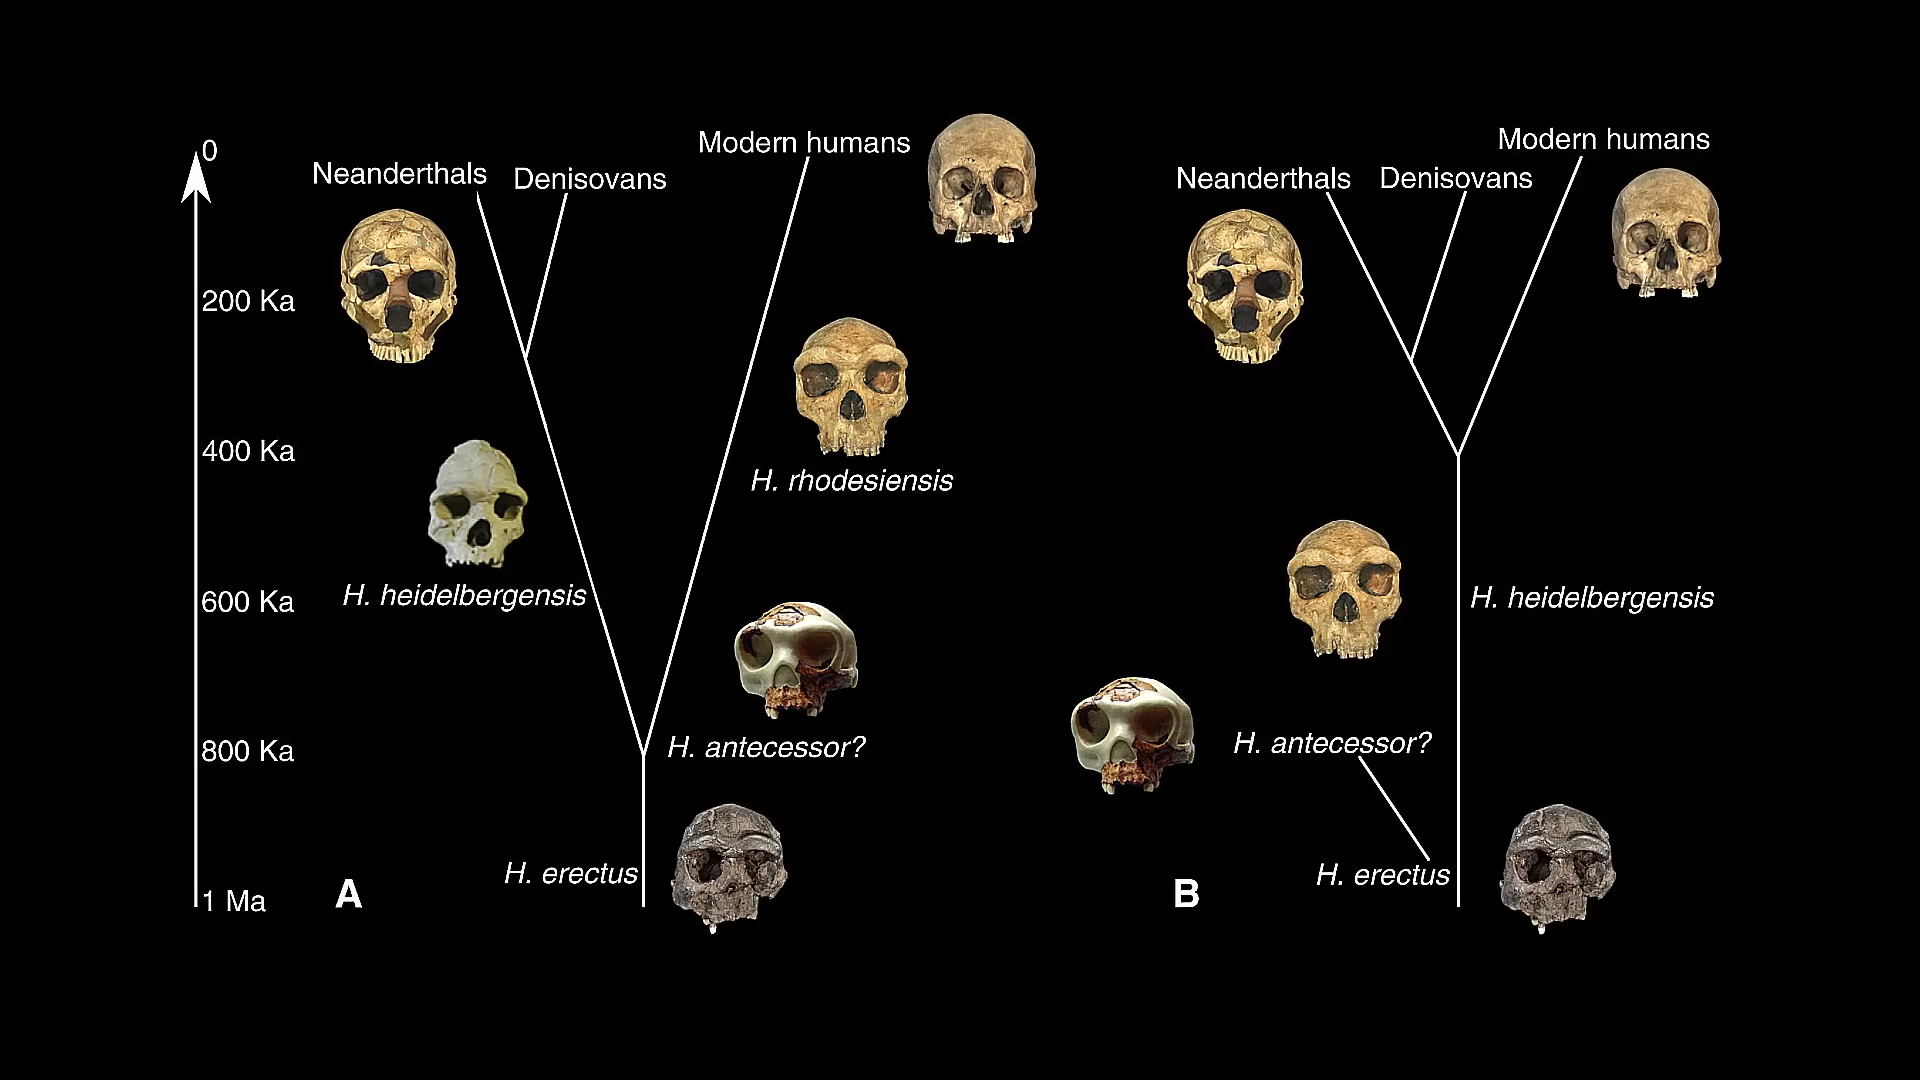 0
200 Ka
400 Ka
600 Ka
800 Ka
1 Ma
Neanderthals
Denisovans
Modern humans
H. rhodesiensis
H. heidelbergensis
H. antecessor?
H. erectus
A
Modern humans
Neanderthals
Denisovans
H. heidelbergensis
H. antecessor?
H. erectus
B